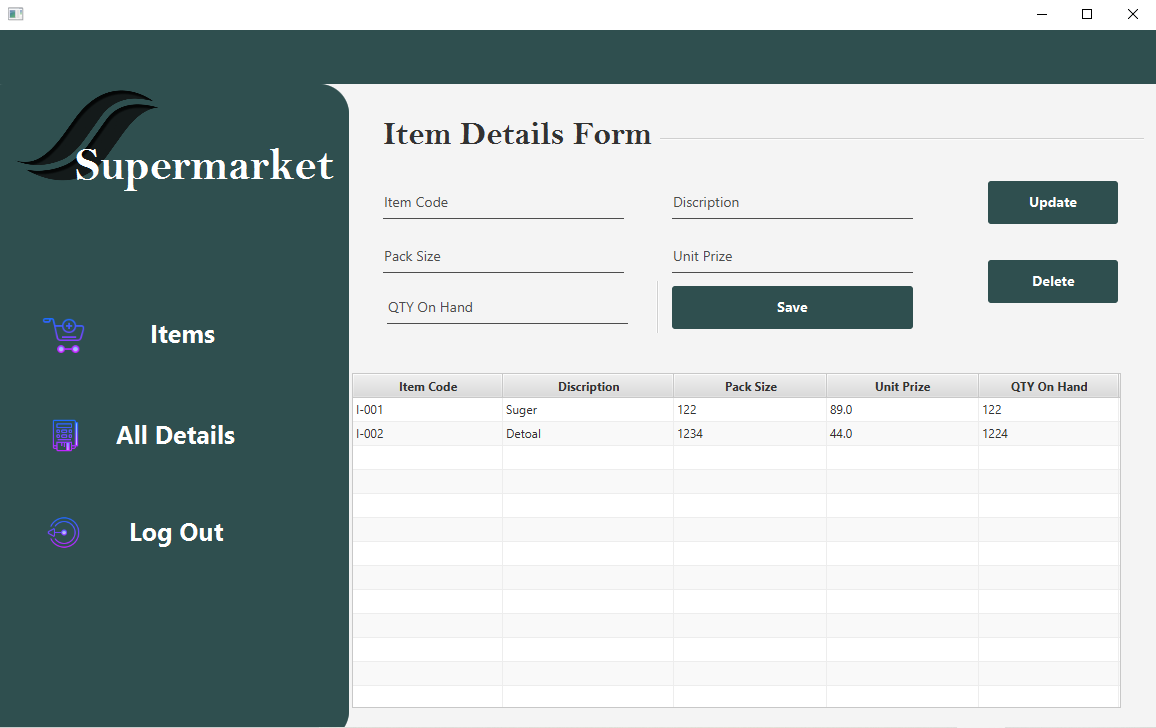 Supermarket
Items
All Details
Log Out
Item Details Form
Item Code Discription Update
Pack Size Unit Prize Delete
QTY On Hand Save
Item Code Discription Pack Size Unit Prize QTY On Hand
I-001 Suger 122 89.0 122
I-002 Detoal 1234 44.0 1224